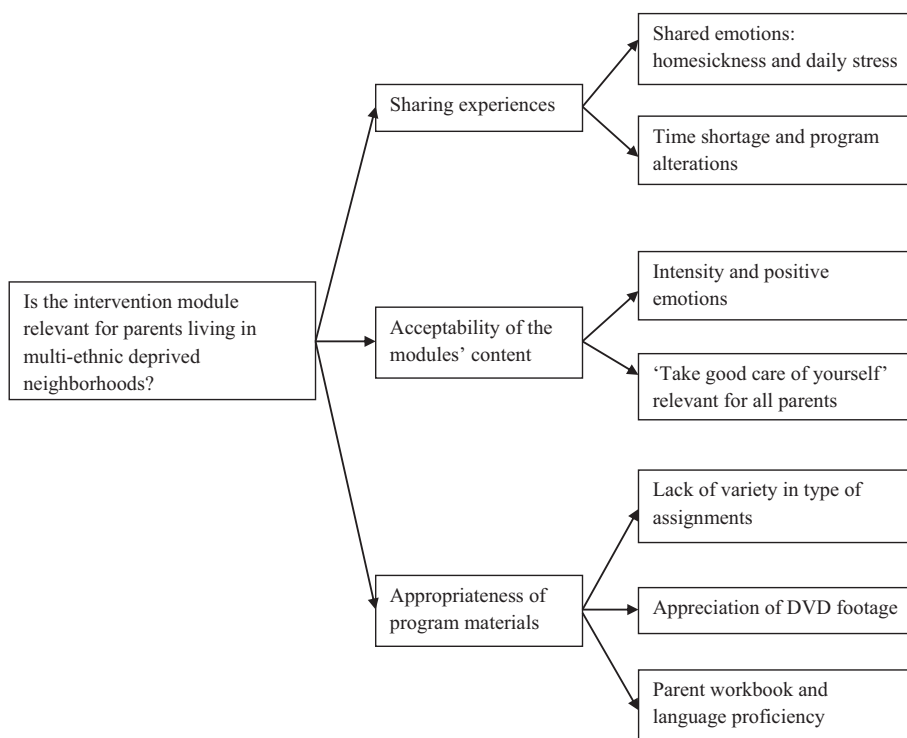 Is the intervention module
relevant for parents living in
multi-ethnic deprived
neighborhoods?
Sharing experiences
Shared emotions:
homesickness and daily stress
Time shortage and program
alterations
Acceptability of the
modules’ content
Intensity and positive
emotions
‘Take good care of yourself’
relevant for all parents
Appropriateness of
program materials
Lack of variety in type of
assignments
Appreciation of DVD footage
Parent workbook and
language proficiency